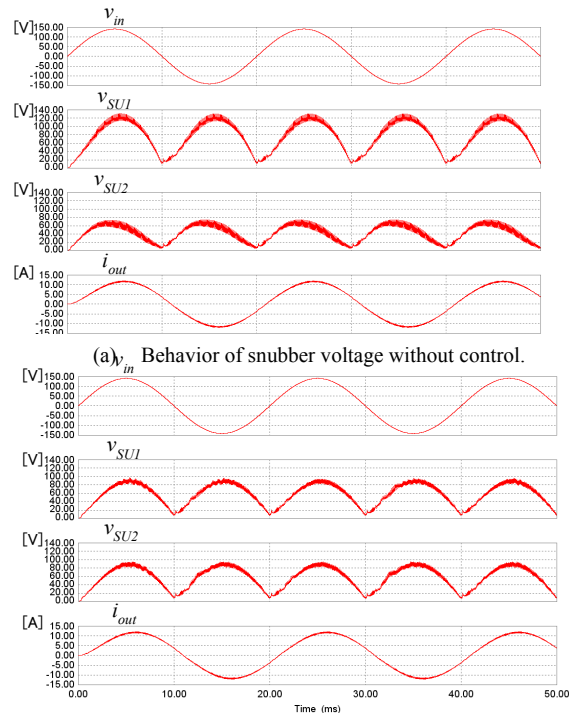 v_in
[V]150.00
100.00
50.00
0.00
-50.00
-100.00
-150.00
v_SU1
[V]140.00
120.00
100.00
80.00
60.00
40.00
20.00
0.00
v_SU2
[V]140.00
120.00
100.00
80.00
60.00
40.00
20.00
0.00
i_out
[A] 15.00
10.00
5.00
0.00
-5.00
-10.00
-15.00
(a) Behavior of snubber voltage without control.
v_in
[V] 150.00
100.00
50.00
0.00
-50.00
-100.00
-150.00
v_SU1
[V]140.00
120.00
100.00
80.00
60.00
40.00
20.00
0.00
v_SU2
[V]140.00
120.00
100.00
80.00
60.00
40.00
20.00
0.00
i_out
[A] 15.00
10.00
5.00
0.00
-5.00
-10.00
-15.00
0.00 10.00 20.00 30.00 40.00 50.00
Time (ms)